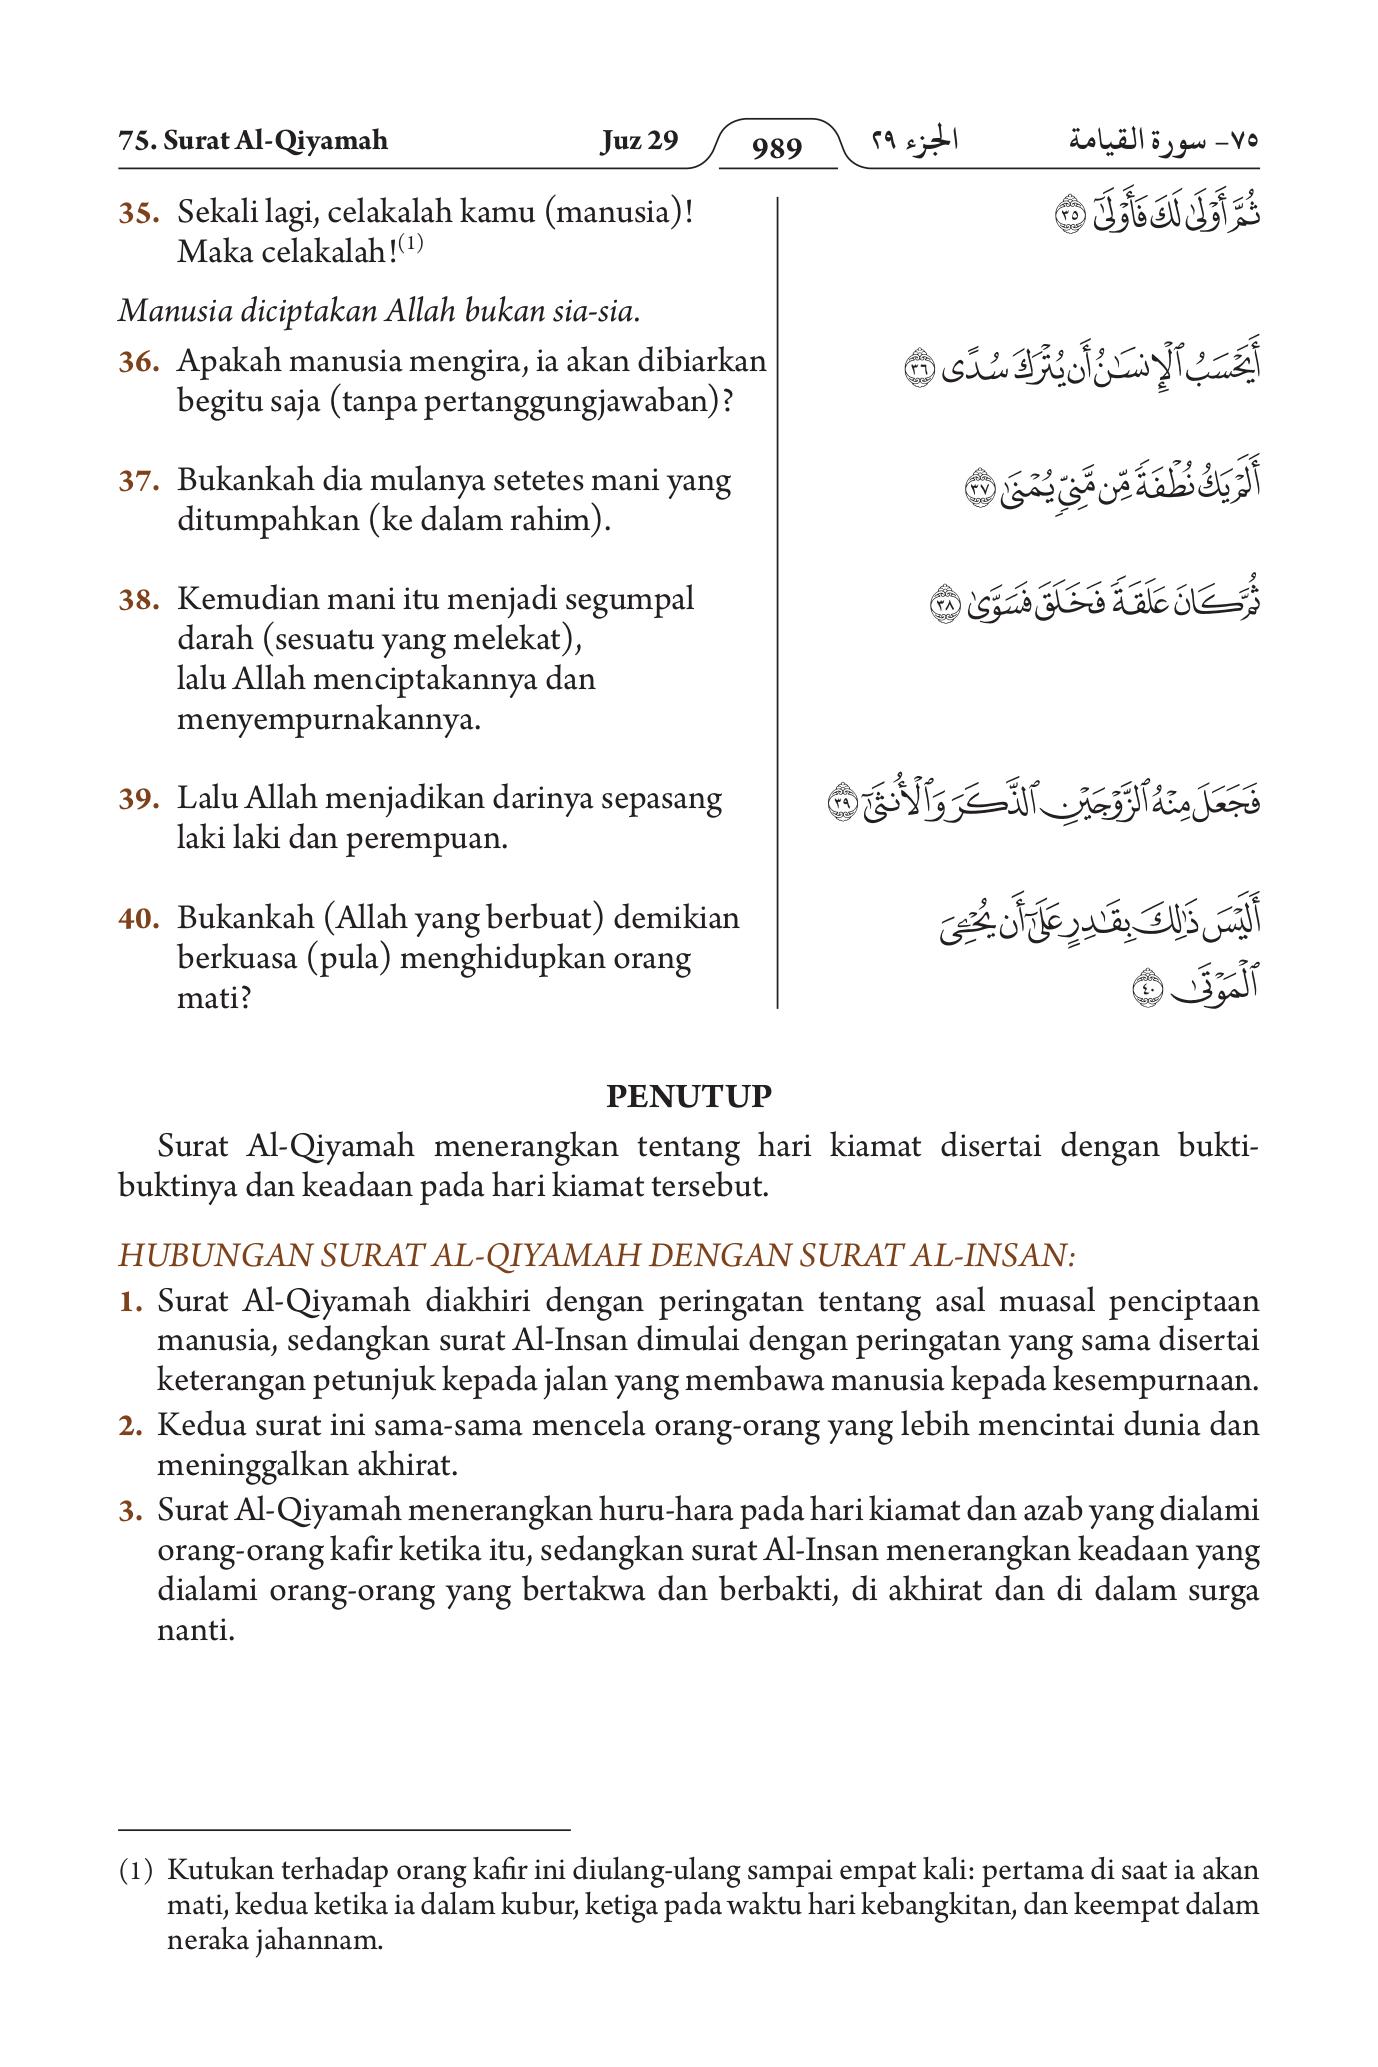 75. Surat Al-Qiyamah Juz 29 989 الجزء ٢٩ ٧٥- سورة القيامة
35. Sekali lagi, celakalah kamu (manusia)!
Maka celakalah!(1)
ثُمَّ أَوْلَىٰ لَكَ فَأَوْلَىٰٓ ٣٥
Manusia diciptakan Allah bukan sia-sia.
36. Apakah manusia mengira, ia akan dibiarkan
begitu saja (tanpa pertanggungjawaban)?
أَيَحْسَبُ ٱلْإِنسَـٰنُ أَن يُتْرَكَ سُدًى ٣٦
37. Bukankah dia mulanya setetes mani yang
ditumpahkan (ke dalam rahim).
أَلَمْ يَكُ نُطْفَةً مِّن مَّنِىٍّ يُمْنَىٰ ٣٧
38. Kemudian mani itu menjadi segumpal
darah (sesuatu yang melekat),
lalu Allah menciptakannya dan
menyempurnakannya.
ثُمَّ كَانَ عَلَقَةً فَخَلَقَ فَسَوَّىٰ ٣٨
39. Lalu Allah menjadikan darinya sepasang
laki laki dan perempuan.
فَجَعَلَ مِنْهُ ٱلزَّوْجَيْنِ ٱلذَّكَرَ وَٱلْأُنثَىٰٓ ٣٩
40. Bukankah (Allah yang berbuat) demikian
berkuasa (pula) menghidupkan orang
mati?
أَلَيْسَ ذَٰلِكَ بِقَـٰدِرٍ عَلَىٰٓ أَن يُحْـِۧىَ
ٱلْمَوْتَىٰ ٤٠
PENUTUP
Surat Al-Qiyamah menerangkan tentang hari kiamat disertai dengan bukti-
buktinya dan keadaan pada hari kiamat tersebut.
HUBUNGAN SURAT AL-QIYAMAH DENGAN SURAT AL-INSAN:
1. Surat Al-Qiyamah diakhiri dengan peringatan tentang asal muasal penciptaan
manusia, sedangkan surat Al-Insan dimulai dengan peringatan yang sama disertai
keterangan petunjuk kepada jalan yang membawa manusia kepada kesempurnaan.
2. Kedua surat ini sama-sama mencela orang-orang yang lebih mencintai dunia dan
meninggalkan akhirat.
3. Surat Al-Qiyamah menerangkan huru-hara pada hari kiamat dan azab yang dialami
orang-orang kafir ketika itu, sedangkan surat Al-Insan menerangkan keadaan yang
dialami orang-orang yang bertakwa dan berbakti, di akhirat dan di dalam surga
nanti.
(1) Kutukan terhadap orang kafir ini diulang-ulang sampai empat kali: pertama di saat ia akan
mati, kedua ketika ia dalam kubur, ketiga pada waktu hari kebangkitan, dan keempat dalam
neraka jahannam.